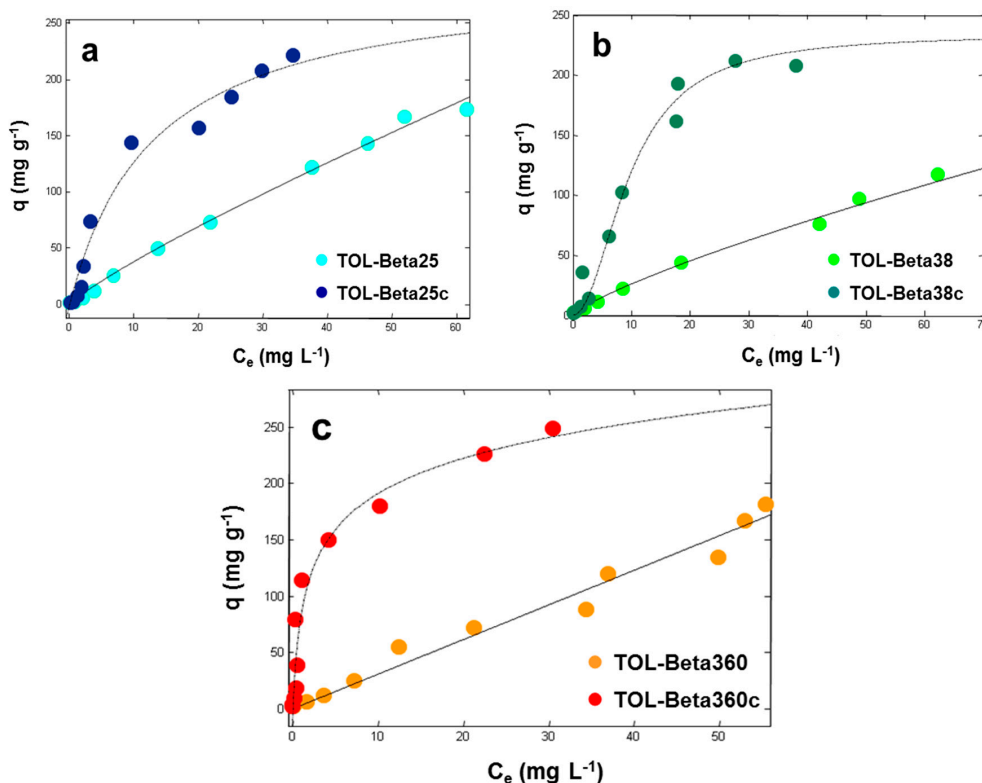 a
q (mg g⁻¹)
250
200
150
100
50
0
0 10 20 30 40 50 60
Cₑ (mg L⁻¹)
TOL-Beta25
TOL-Beta25c
b
q (mg g⁻¹)
250
200
150
100
50
0
0 10 20 30 40 50 60 70
Cₑ (mg L⁻¹)
TOL-Beta38
TOL-Beta38c
c
q (mg g⁻¹)
250
200
150
100
50
0
0 10 20 30 40 50
Cₑ (mg L⁻¹)
TOL-Beta360
TOL-Beta360c